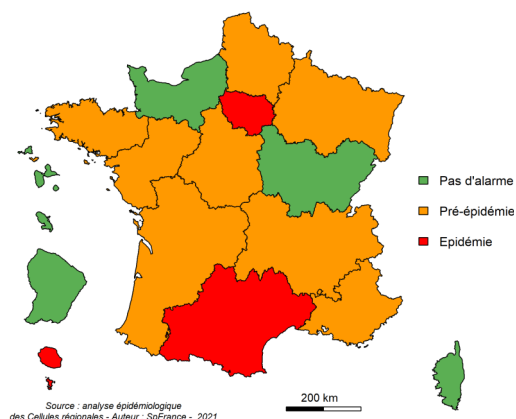 Pas d'alarme
Pré-épidémie
Epidémie
200 km
Source : analyse épidémiologique
des Cellules régionales - Auteur : SpFrance - 2021